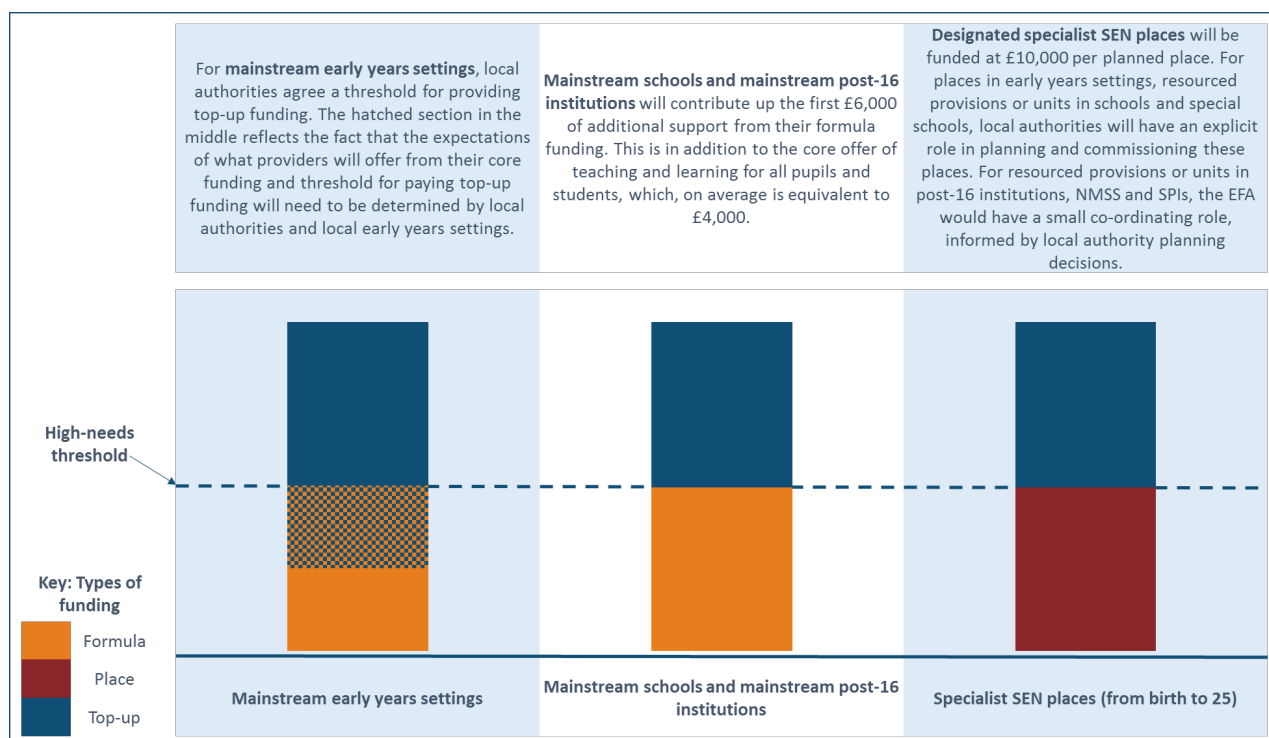 For mainstream early years settings, local
authorities agree a threshold for providing
top-up funding. The hatched section in the
middle reflects the fact that the expectations
of what providers will offer from their core
funding and threshold for paying top-up
funding will need to be determined by local
authorities and local early years settings.
Mainstream schools and mainstream post-16
institutions will contribute up the first £6,000
of additional support from their formula
funding. This is in addition to the core offer of
teaching and learning for all pupils and
students, which, on average is equivalent to
£4,000.
Designated specialist SEN places will be
funded at £10,000 per planned place. For
places in early years settings, resourced
provisions or units in schools and special
schools, local authorities will have an explicit
role in planning and commissioning these
places. For resourced provisions or units in
post-16 institutions, NMSS and SPIs, the EFA
would have a small co-ordinating role,
informed by local authority planning
decisions.
High-needs
threshold
Key: Types of
funding
Formula
Place
Top-up
Mainstream early years settings
Mainstream schools and mainstream post-16
institutions
Specialist SEN places (from birth to 25)